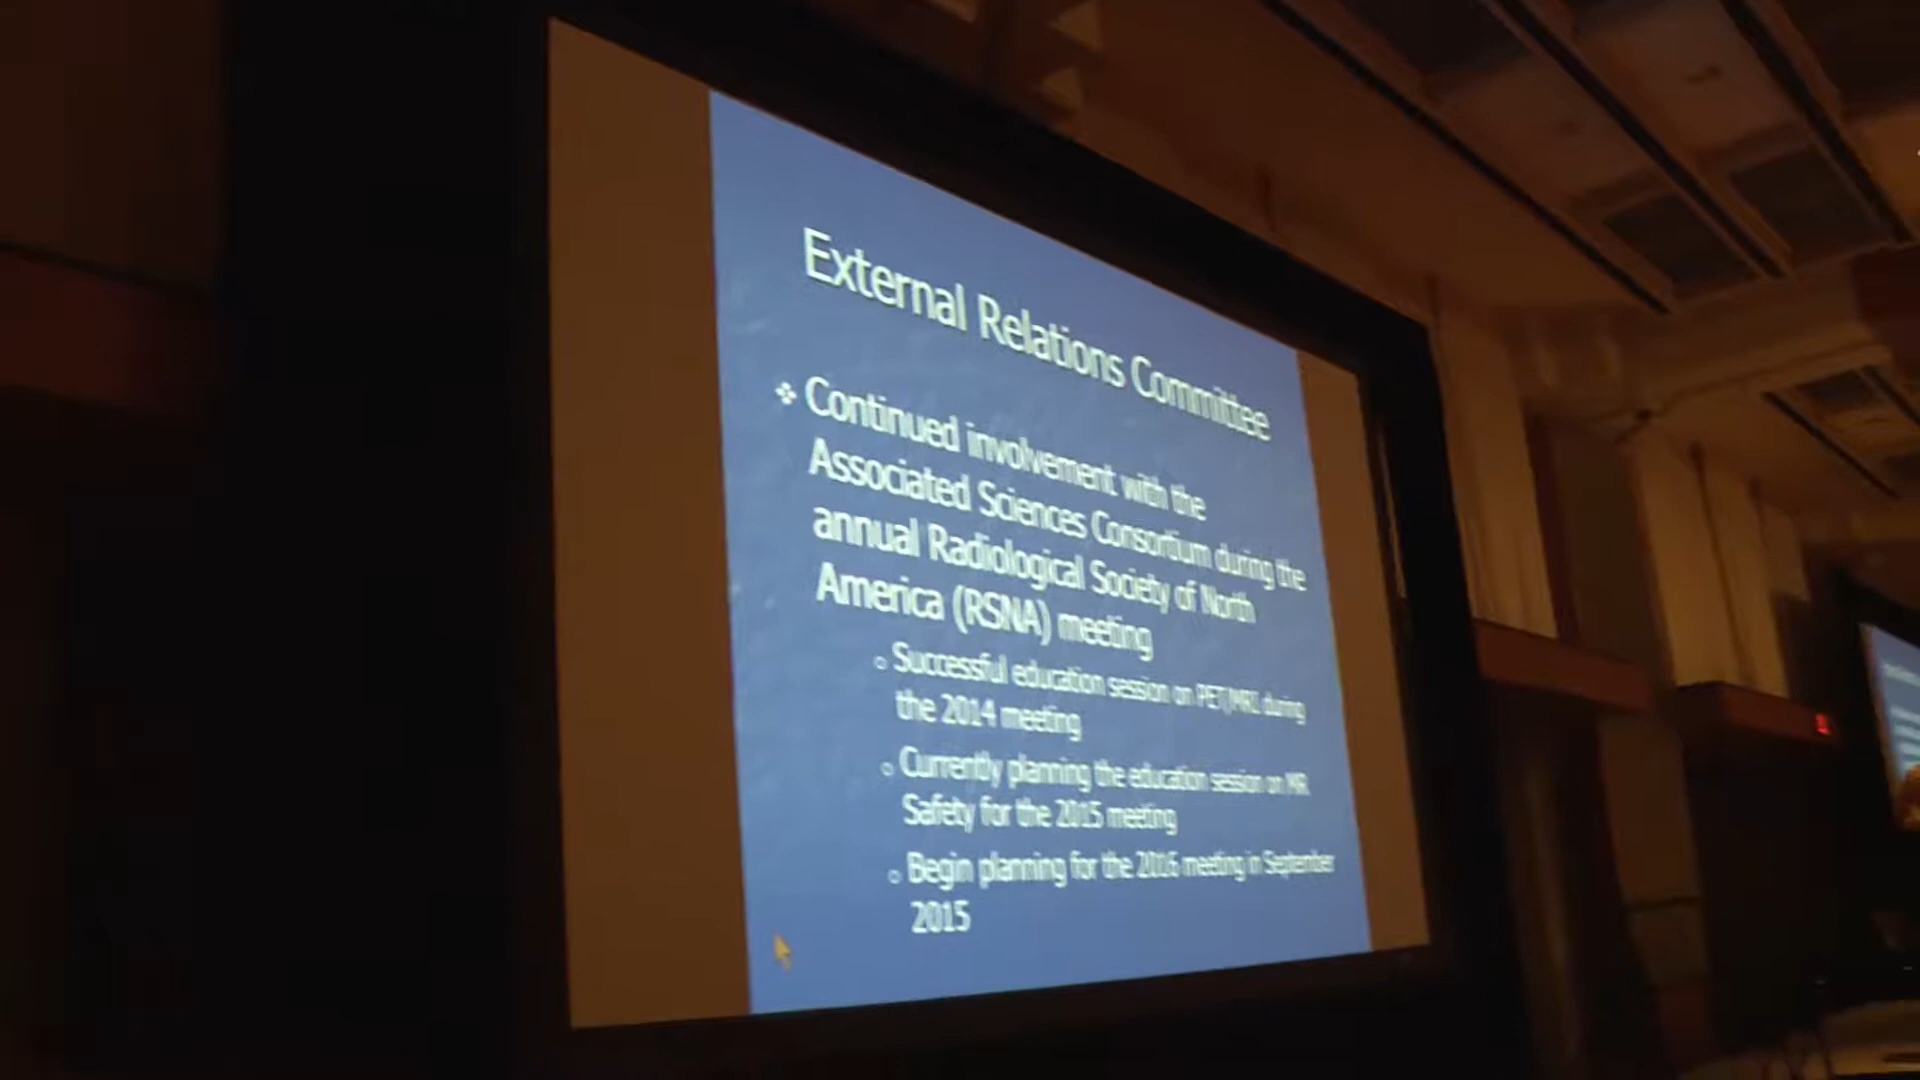 External Relations Committee
Continued involvement with the
Associated Sciences Consortium during the
annual Radiological Society of North
America (RSNA) meeting
Successful education session on PET/MRI during
the 2014 meeting
Currently planning the education session on MR
Safety for the 2015 meeting
Begin planning for the 2016 meeting in September
2015